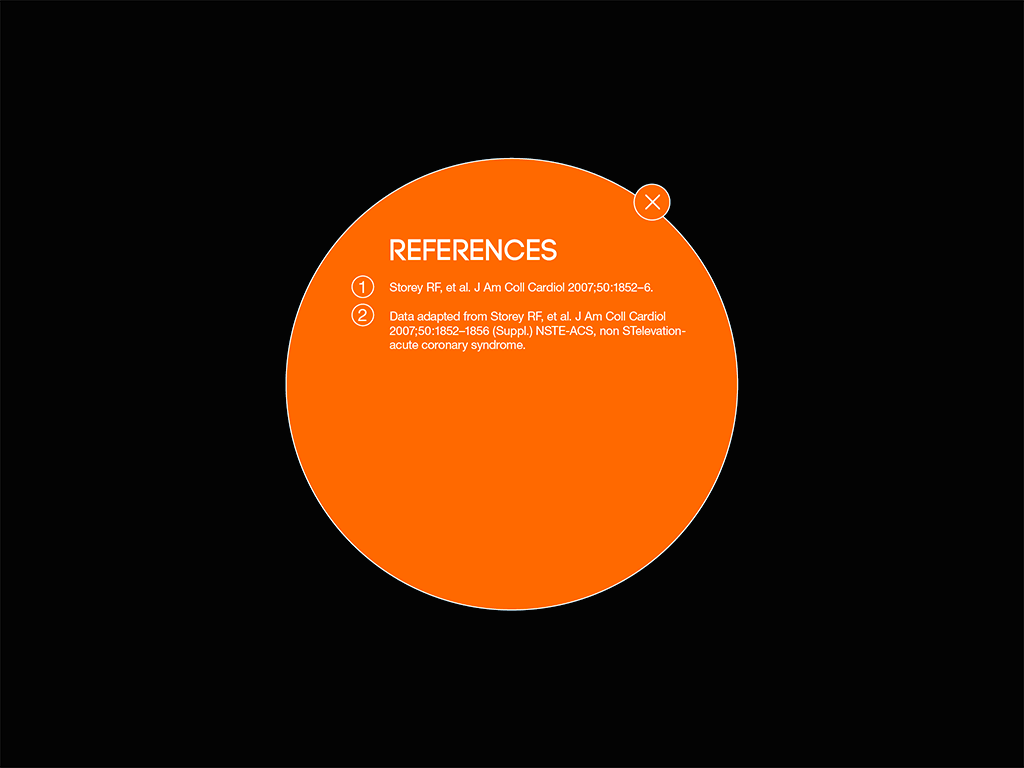 REFERENCES
1 Storey RF, et al. J Am Coll Cardiol 2007;50:1852–6.
2 Data adapted from Storey RF, et al. J Am Coll Cardiol
2007;50:1852–1856 (Suppl.) NSTE-ACS, non STelevation-
acute coronary syndrome.